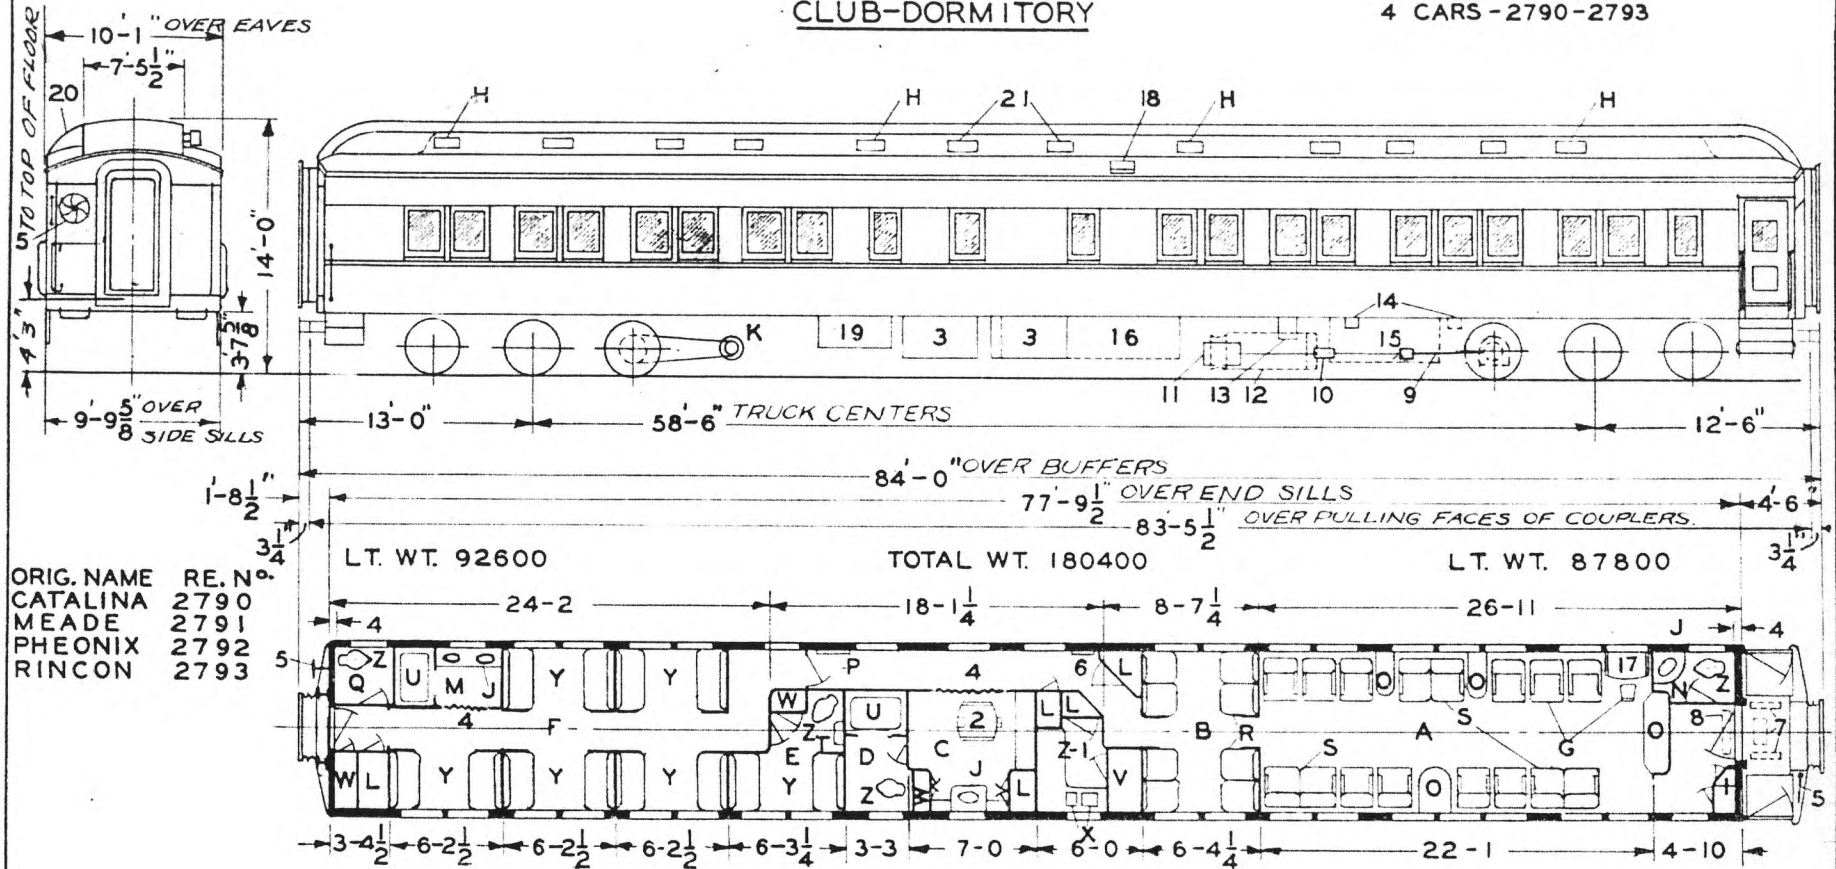 CLUB-DORMITORY
4 CARS-2790-2793
10'-1" OVER EAVES
7'-5 1/2"
TO TOP OF FLOOR
20
H
H
21
18
H
H
5
14'-0"
4'3"
3'-7 5/8"
K
19
3
3
16
14
15
11
13
12
10
9
9'-9 5/8" OVER SIDE SILLS
13'-0"
58'-6" TRUCK CENTERS
12'-6"
84'-0" OVER BUFFERS
1'-8 1/2"
77'-9 1/2" OVER END SILLS
4'-6"
83'-5 1/2" OVER PULLING FACES OF COUPLERS.
3 1/4"
3 1/4"
LT. WT. 92600
TOTAL WT. 180400
LT. WT. 87800
ORIG. NAME RE. No.
CATALINA 2790
MEADE 2791
PHEONIX 2792
RINCON 2793
24-2
18-1 1/4
8-7 1/4
26-11
4
J
4
5
Z
Q
U
M
J
Y
Y
P
4
6
L
17
N
Z
4
F
W
Z
T
U
2
L
L
B
R
S
A
G
O
O
O
8
7
W
L
Y
Y
Y
E
Y
D
Z
C
J
W
X
X
L
Z-1
V
S
O
1
5
X
3-4 1/2
6-2 1/2
6-2 1/2
6-2 1/2
6-3 1/4
3-3
7-0
6-0
6-4 1/4
22-1
4-10